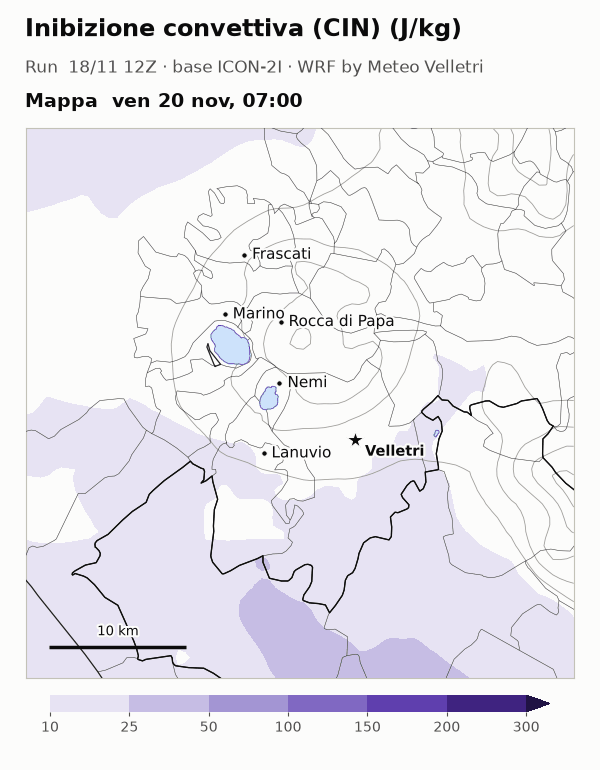 Inibizione convettiva (CIN) (J/kg)
Run 18/11 12Z · base ICON-2I · WRF by Meteo Velletri
Mappa ven 20 nov, 07:00
Frascati
Marino
Rocca di Papa
Nemi
Lanuvio
Velletri
10 km
10 25 50 100 150 200 300